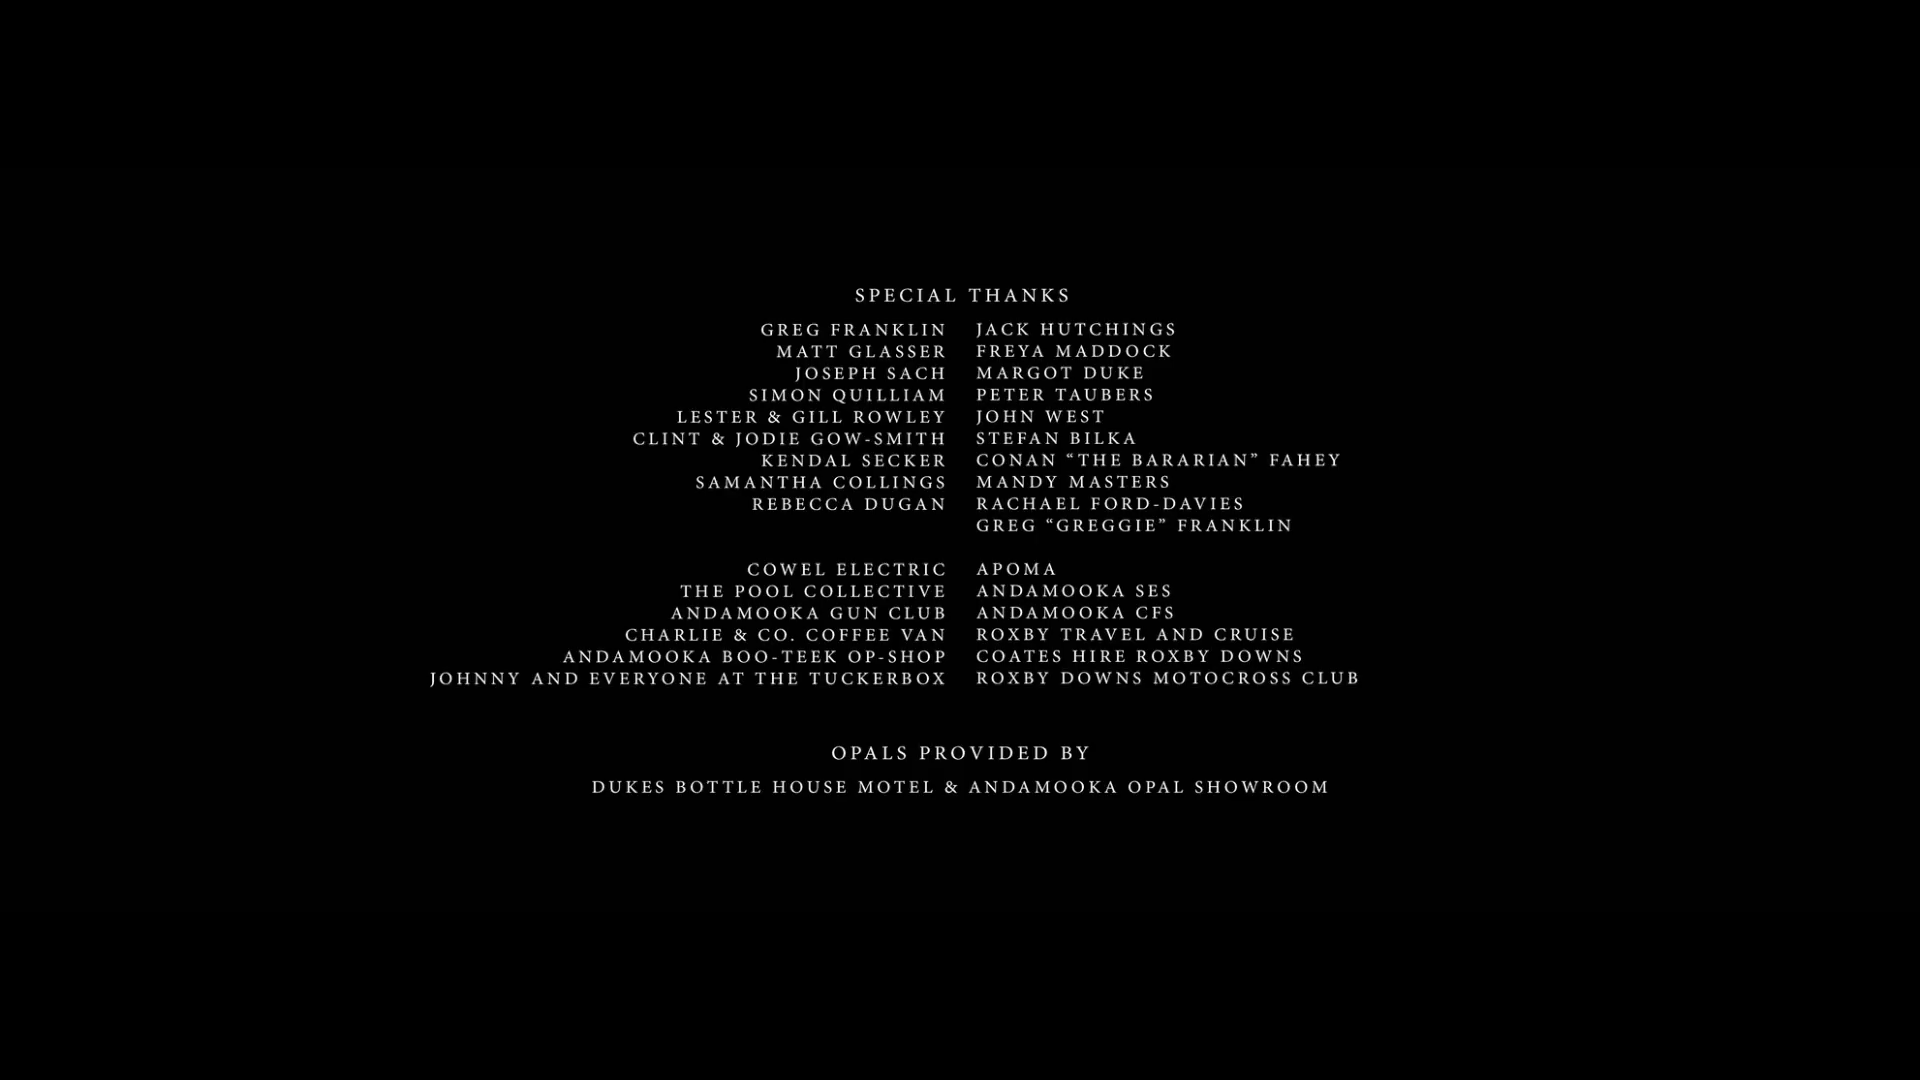 SPECIAL THANKS
GREG FRANKLIN JACK HUTCHINGS
MATT GLASSER FREYA MADDOCK
JOSEPH SACH MARGOT DUKE
SIMON QUILLIAM PETER TAUBERS
LESTER & GILL ROWLEY JOHN WEST
CLINT & JODIE GOW-SMITH STEFAN BILKA
KENDAL SECKER CONAN “THE BARARIAN” FAHEY
SAMANTHA COLLINGS MANDY MASTERS
REBECCA DUGAN RACHAEL FORD-DAVIES
GREG “GREGGIE” FRANKLIN
COWEL ELECTRIC APOMA
THE POOL COLLECTIVE ANDAMOOKA SES
ANDAMOOKA GUN CLUB ANDAMOOKA CFS
CHARLIE & CO. COFFEE VAN ROXBY TRAVEL AND CRUISE
ANDAMOOKA BOO-TEEK OP-SHOP COATES HIRE ROXBY DOWNS
JOHNNY AND EVERYONE AT THE TUCKERBOX ROXBY DOWNS MOTOCROSS CLUB
OPALS PROVIDED BY
DUKES BOTTLE HOUSE MOTEL & ANDAMOOKA OPAL SHOWROOM